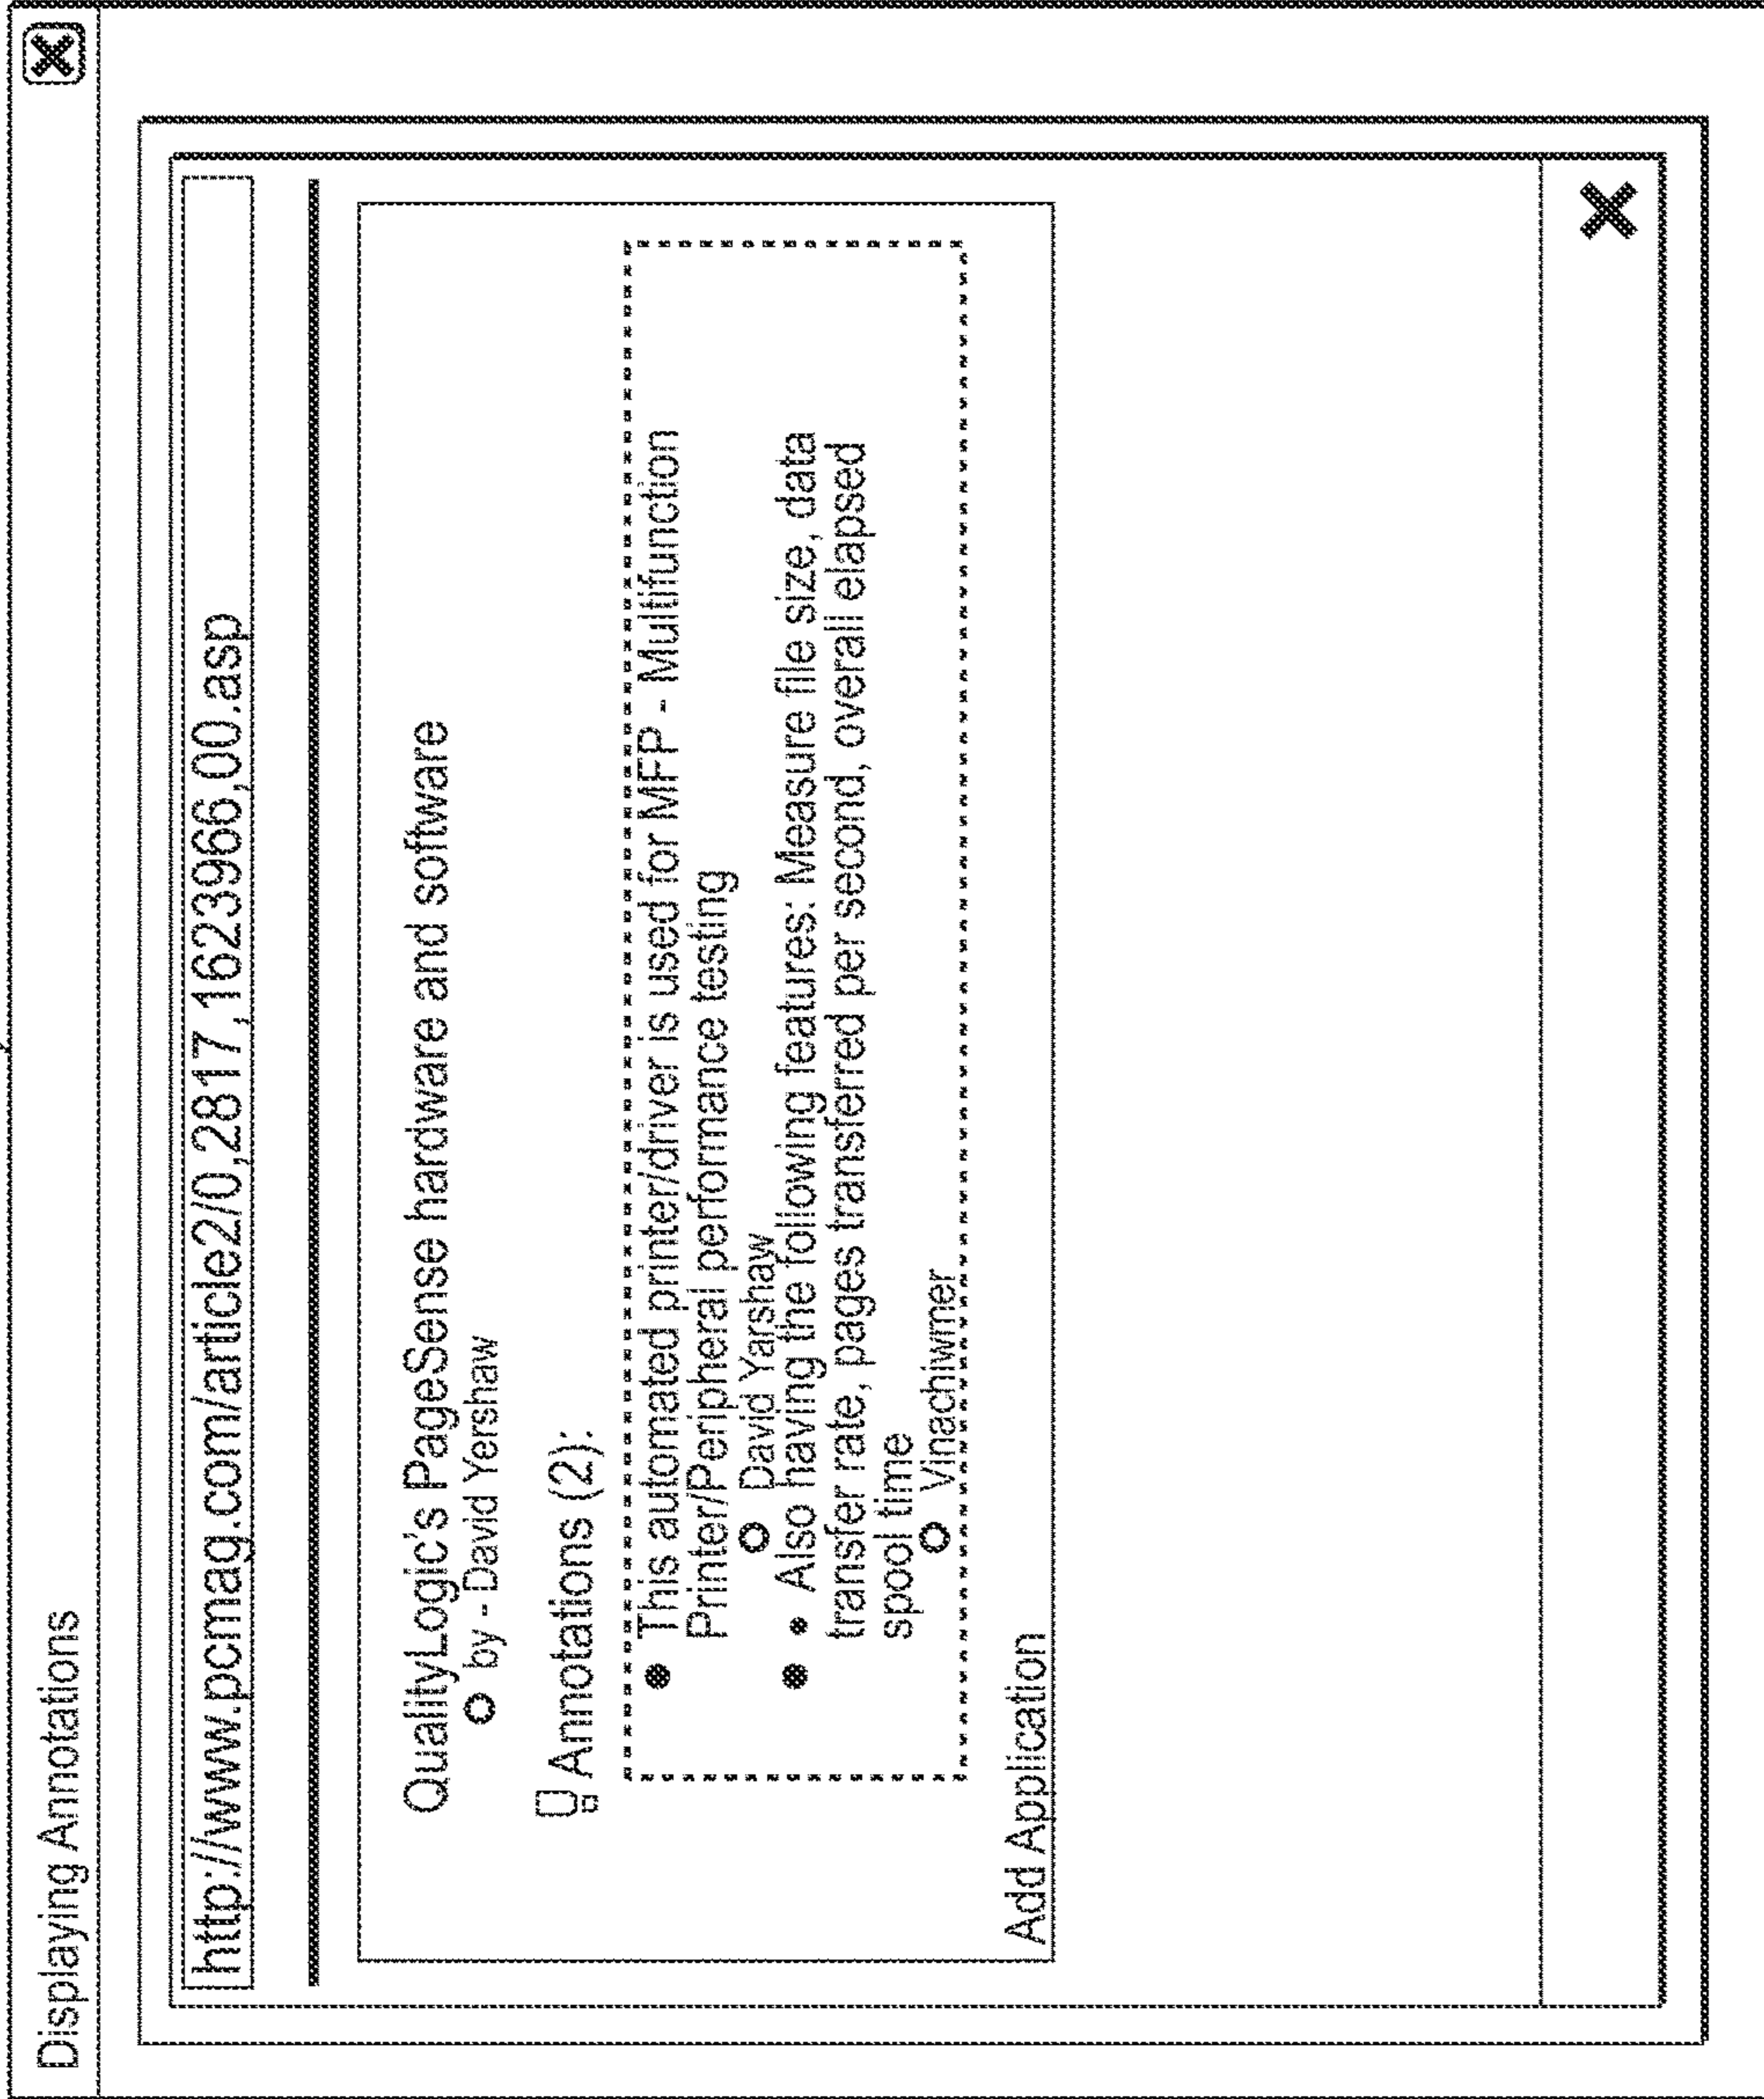 Displaying Annotations
http://www.pcmag.com/article2/0,2817,1623966,00.asp
QualityLogic's PageSense hardware and software
by - David Yershaw
Annotations (2):
This automated printer/driver is used for MFP - Multifunction
Printer/Peripheral performance testing
David Yarshaw
• Also having the following features: Measure file size, data
transfer rate, pages transferred per second, overall elapsed
spool time
Vinachiwmer
Add Application